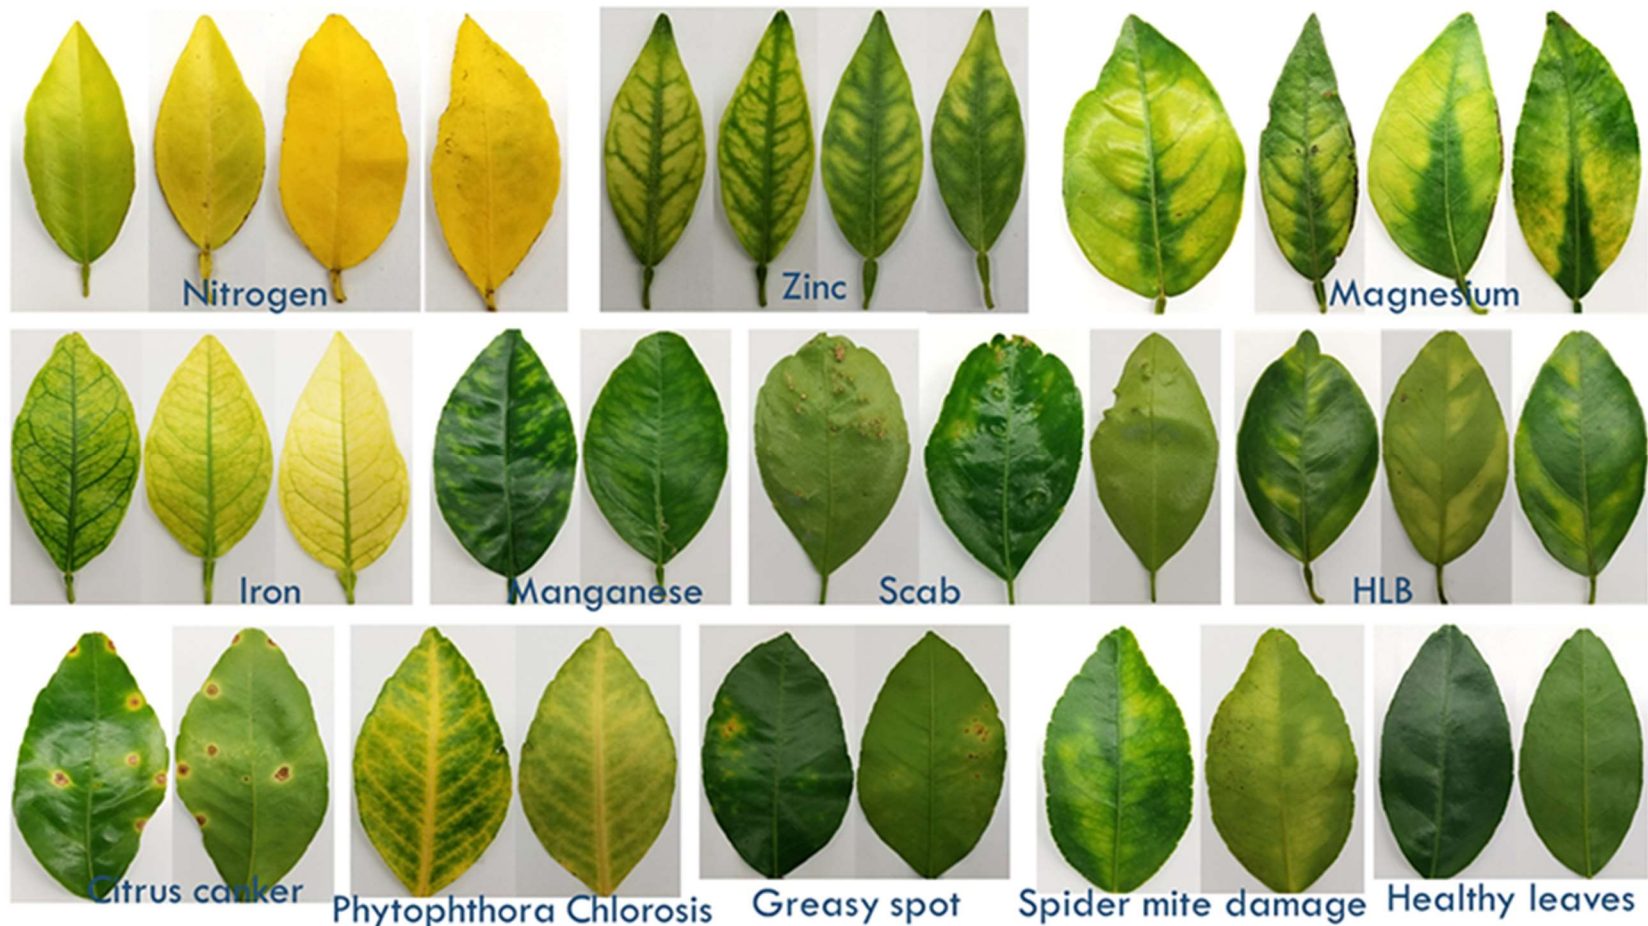 Nitrogen
Zinc
Magnesium
Iron
Manganese
Scab
HLB
Citrus canker
Phytophthora Chlorosis
Greasy spot
Spider mite damage
Healthy leaves